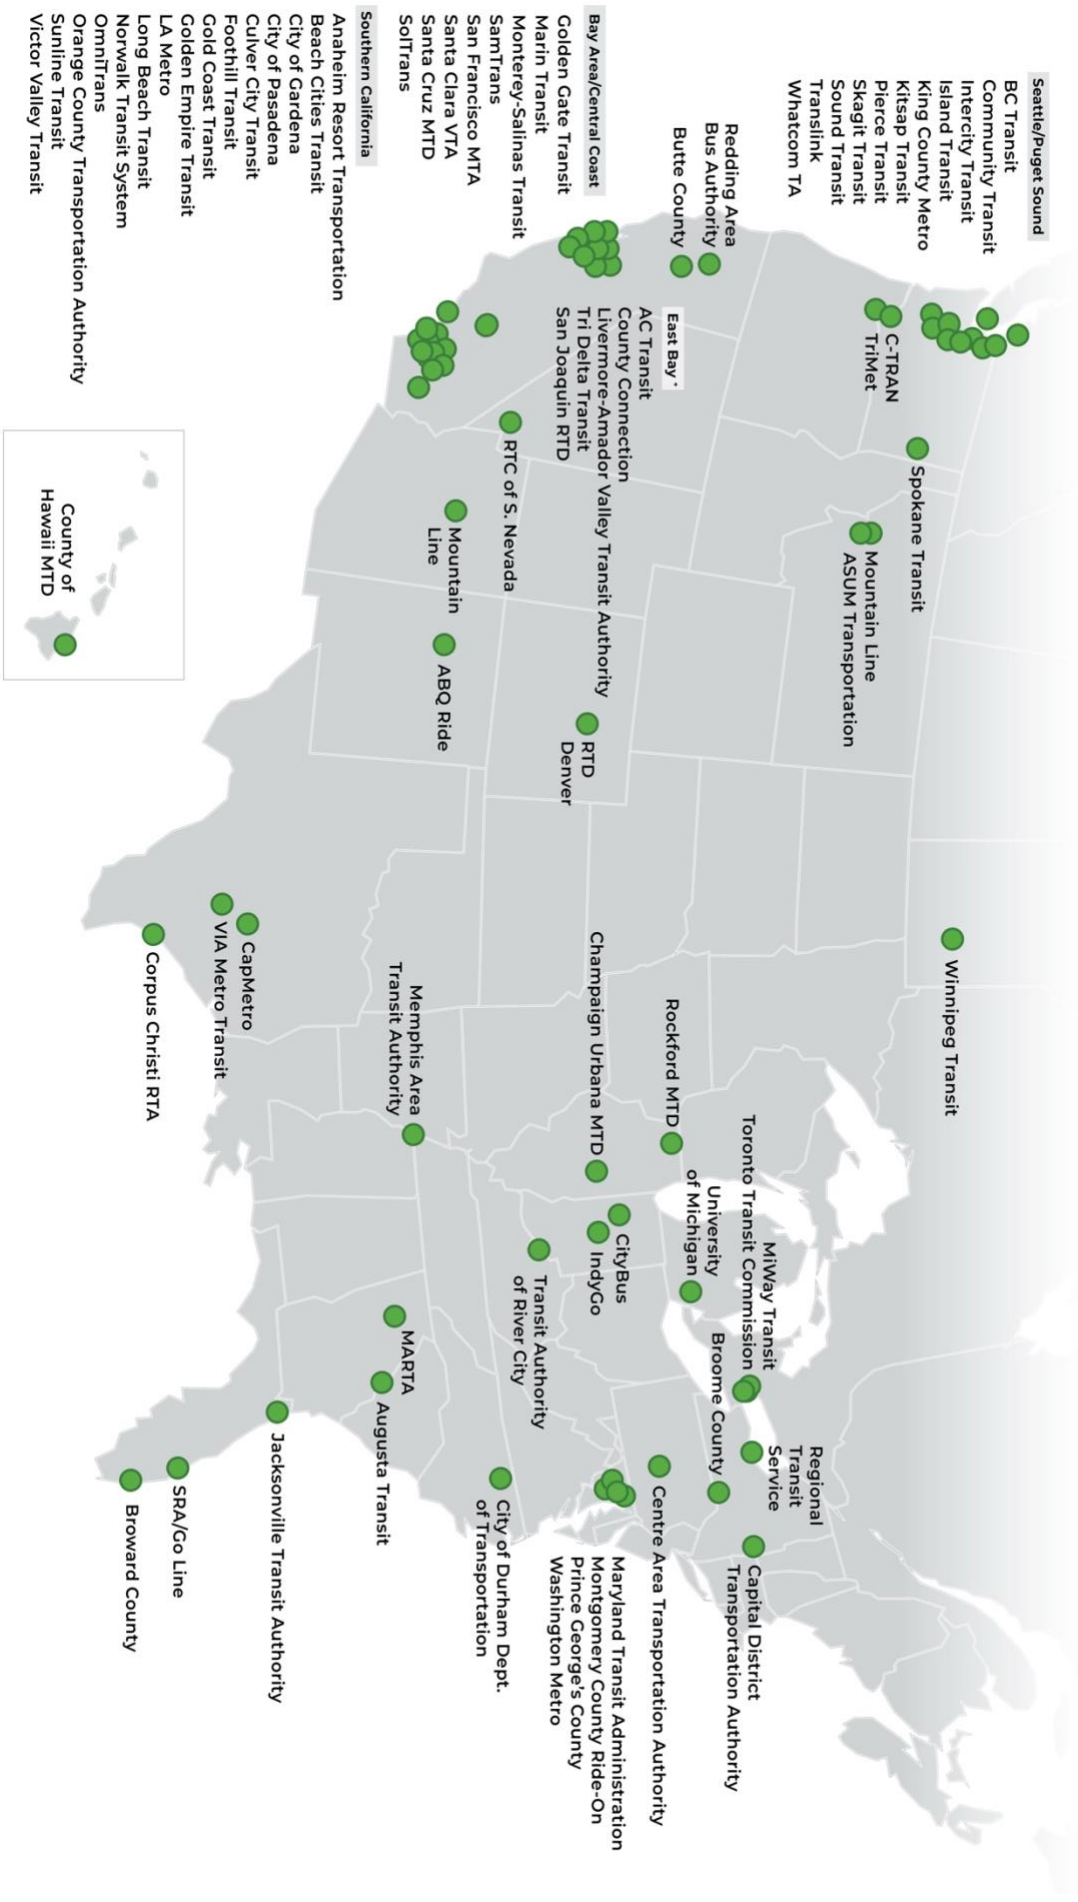 Seattle/Puget Sound
BC Transit
Community Transit
Intercity Transit
Island Transit
King County Metro
Kitsap Transit
Pierce Transit
Skagit Transit
Sound Transit
Translink
Whatcom TA
C-TRAN
TriMet
Spokane Transit
Mountain Line
ASUM Transportation
Winnipeg Transit
Redding Area
Bus Authority
Butte County
East Bay *
AC Transit
County Connection
Livermore-Amador Valley Transit Authority
Tri Delta Transit
San Joaquin RTD
Bay Area/Central Coast
Golden Gate Transit
Marin Transit
Monterey-Salinas Transit
SamTrans
San Francisco MTA
Santa Clara VTA
Santa Cruz MTD
SolTrans
Southern California
Anaheim Resort Transportation
Beach Cities Transit
City of Gardena
City of Pasadena
Culver City Transit
Foothill Transit
Gold Coast Transit
Golden Empire Transit
LA Metro
Long Beach Transit
Norwalk Transit System
OmniTrans
Orange County Transportation Authority
Sunline Transit
Victor Valley Transit
County of
Hawaii MTD
RTC of S. Nevada
Mountain
Line
ABQ Ride
RTD
Denver
CapMetro
VIA Metro Transit
Corpus Christi RTA
Memphis Area
Transit Authority
Champaign Urbana MTD
Rockford MTD
University
of Michigan
MiWay Transit
Toronto Transit Commission
CityBus
IndyGo
Transit Authority
of River City
Broome County
Regional
Transit
Service
Capital District
Transportation Authority
Centre Area Transportation Authority
Maryland Transit Administration
Montgomery County Ride-On
Prince George's County
Washington Metro
City of Durham Dept.
of Transportation
MARTA
Augusta Transit
Jacksonville Transit Authority
SRA/Go Line
Broward County